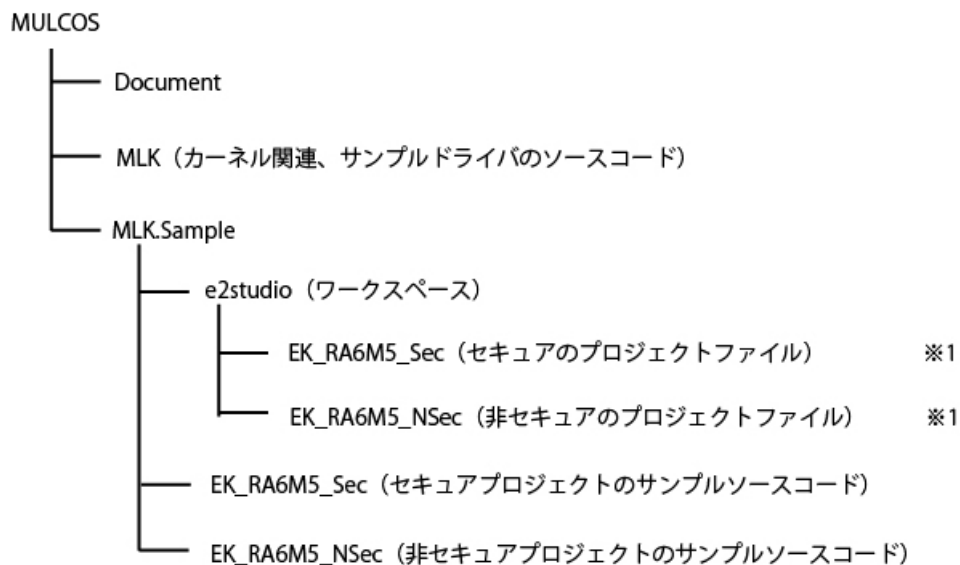 MULCOS
Document
MLK（カーネル関連、サンプルドライバのソースコード）
MLK.Sample
e2studio（ワークスペース）
EK_RA6M5_Sec（セキュアのプロジェクトファイル） ※1
EK_RA6M5_NSec（非セキュアのプロジェクトファイル） ※1
EK_RA6M5_Sec（セキュアプロジェクトのサンプルソースコード）
EK_RA6M5_NSec（非セキュアプロジェクトのサンプルソースコード）